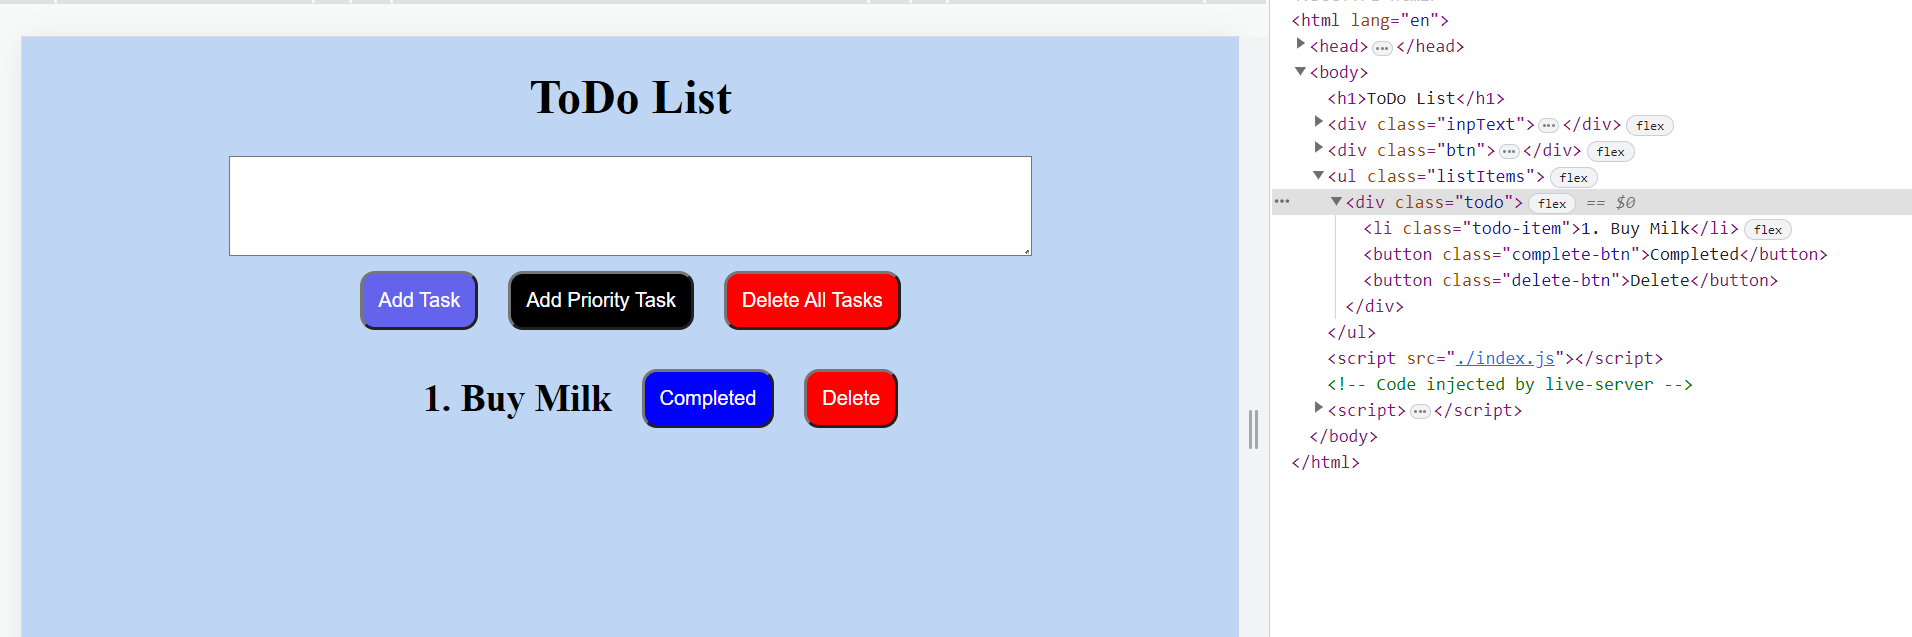 ToDo List
Add Task
Add Priority Task
Delete All Tasks
1. Buy Milk
Completed
Delete
<html lang="en">
<head> ••• </head>
<body>
<h1>ToDo List</h1>
<div class="inpText"> ••• </div> flex
<div class="btn"> ••• </div> flex
<ul class="listItems"> flex
••• <div class="todo"> flex == $0
<li class="todo-item">1. Buy Milk</li> flex
<button class="complete-btn">Completed</button>
<button class="delete-btn">Delete</button>
</div>
</ul>
<script src="./index.js"></script>
<!-- Code injected by live-server -->
<script> ••• </script>
</body>
</html>